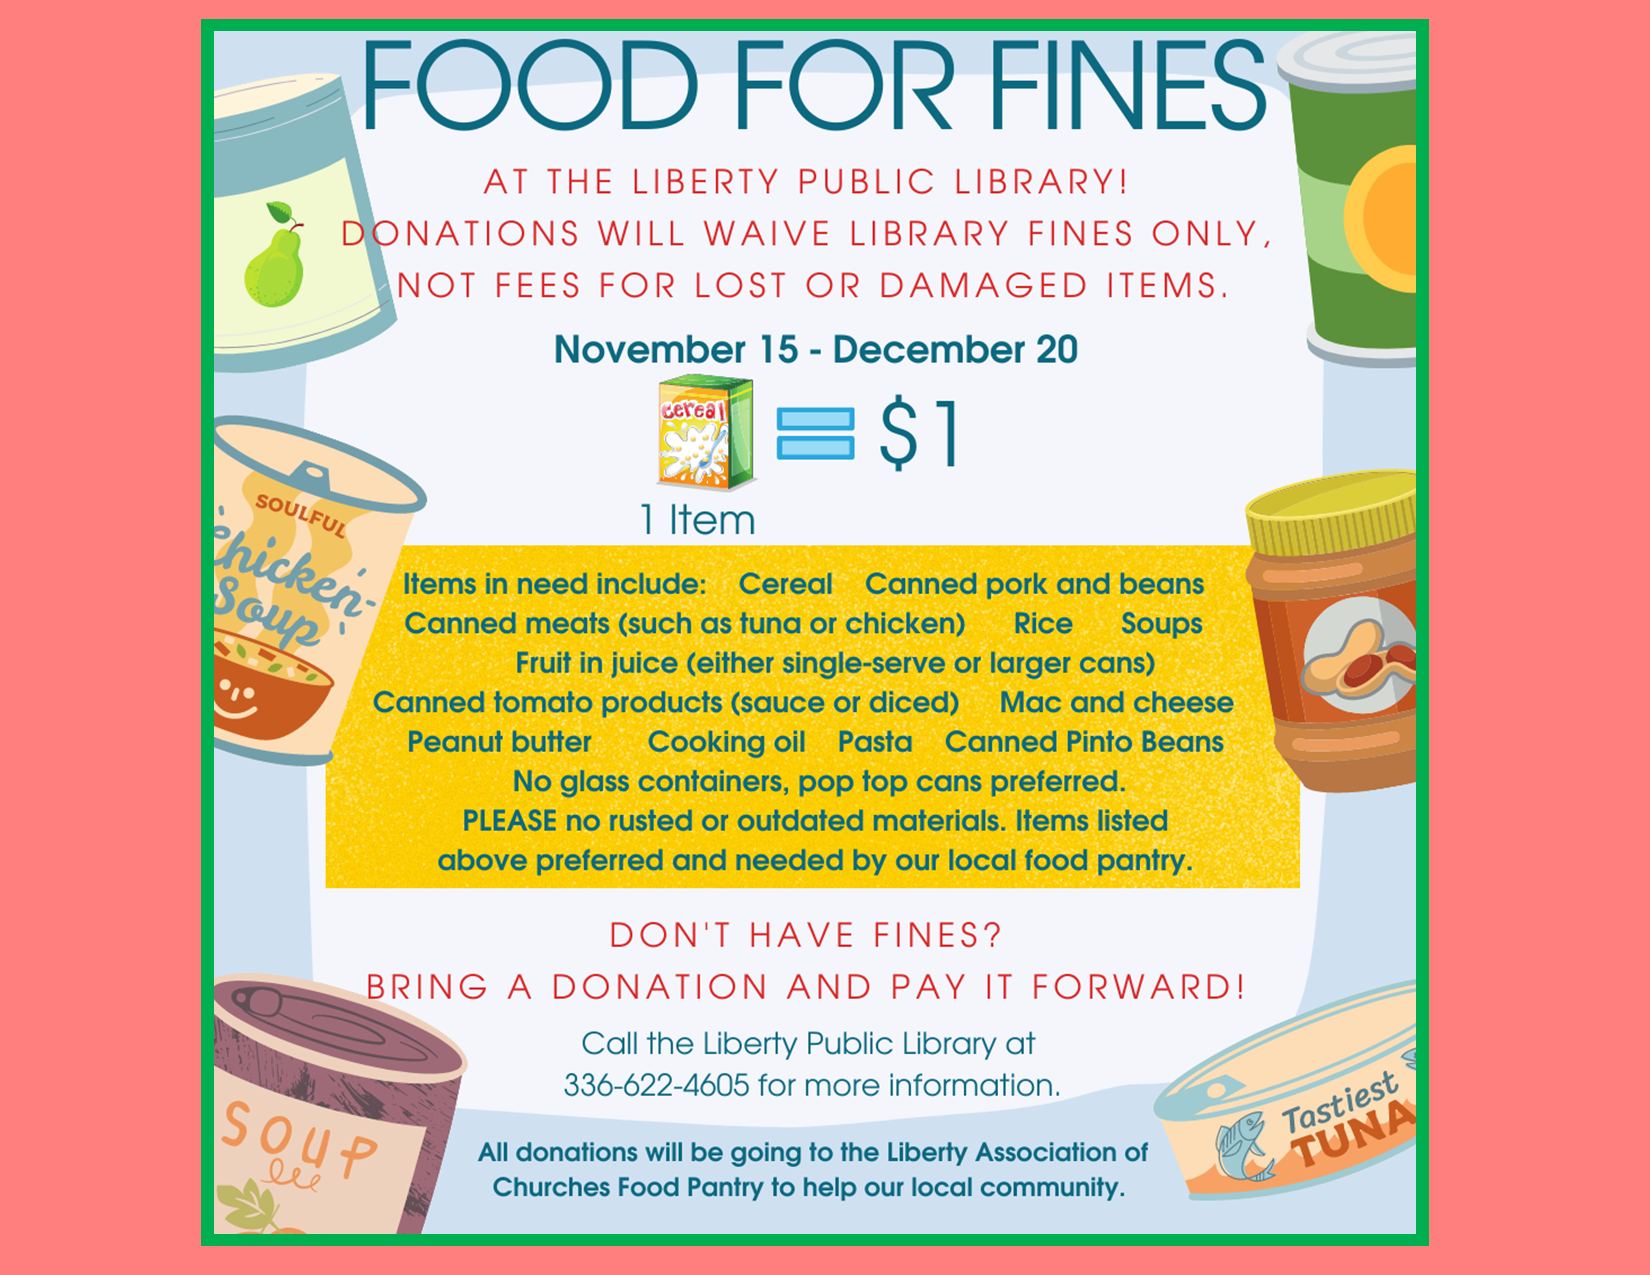 FOOD FOR FINES
AT THE LIBERTY PUBLIC LIBRARY!
DONATIONS WILL WAIVE LIBRARY FINES ONLY,
NOT FEES FOR LOST OR DAMAGED ITEMS.
November 15 - December 20
cereal
= $1
1 Item
SOULFUL
Chicken
Soup
Items in need include: Cereal Canned pork and beans
Canned meats (such as tuna or chicken) Rice Soups
Fruit in juice (either single-serve or larger cans)
Canned tomato products (sauce or diced) Mac and cheese
Peanut butter Cooking oil Pasta Canned Pinto Beans
No glass containers, pop top cans preferred.
PLEASE no rusted or outdated materials. Items listed
above preferred and needed by our local food pantry.
DON'T HAVE FINES?
BRING A DONATION AND PAY IT FORWARD!
Call the Liberty Public Library at
336-622-4605 for more information.
SOUP
Tastiest
TUNA
All donations will be going to the Liberty Association of
Churches Food Pantry to help our local community.